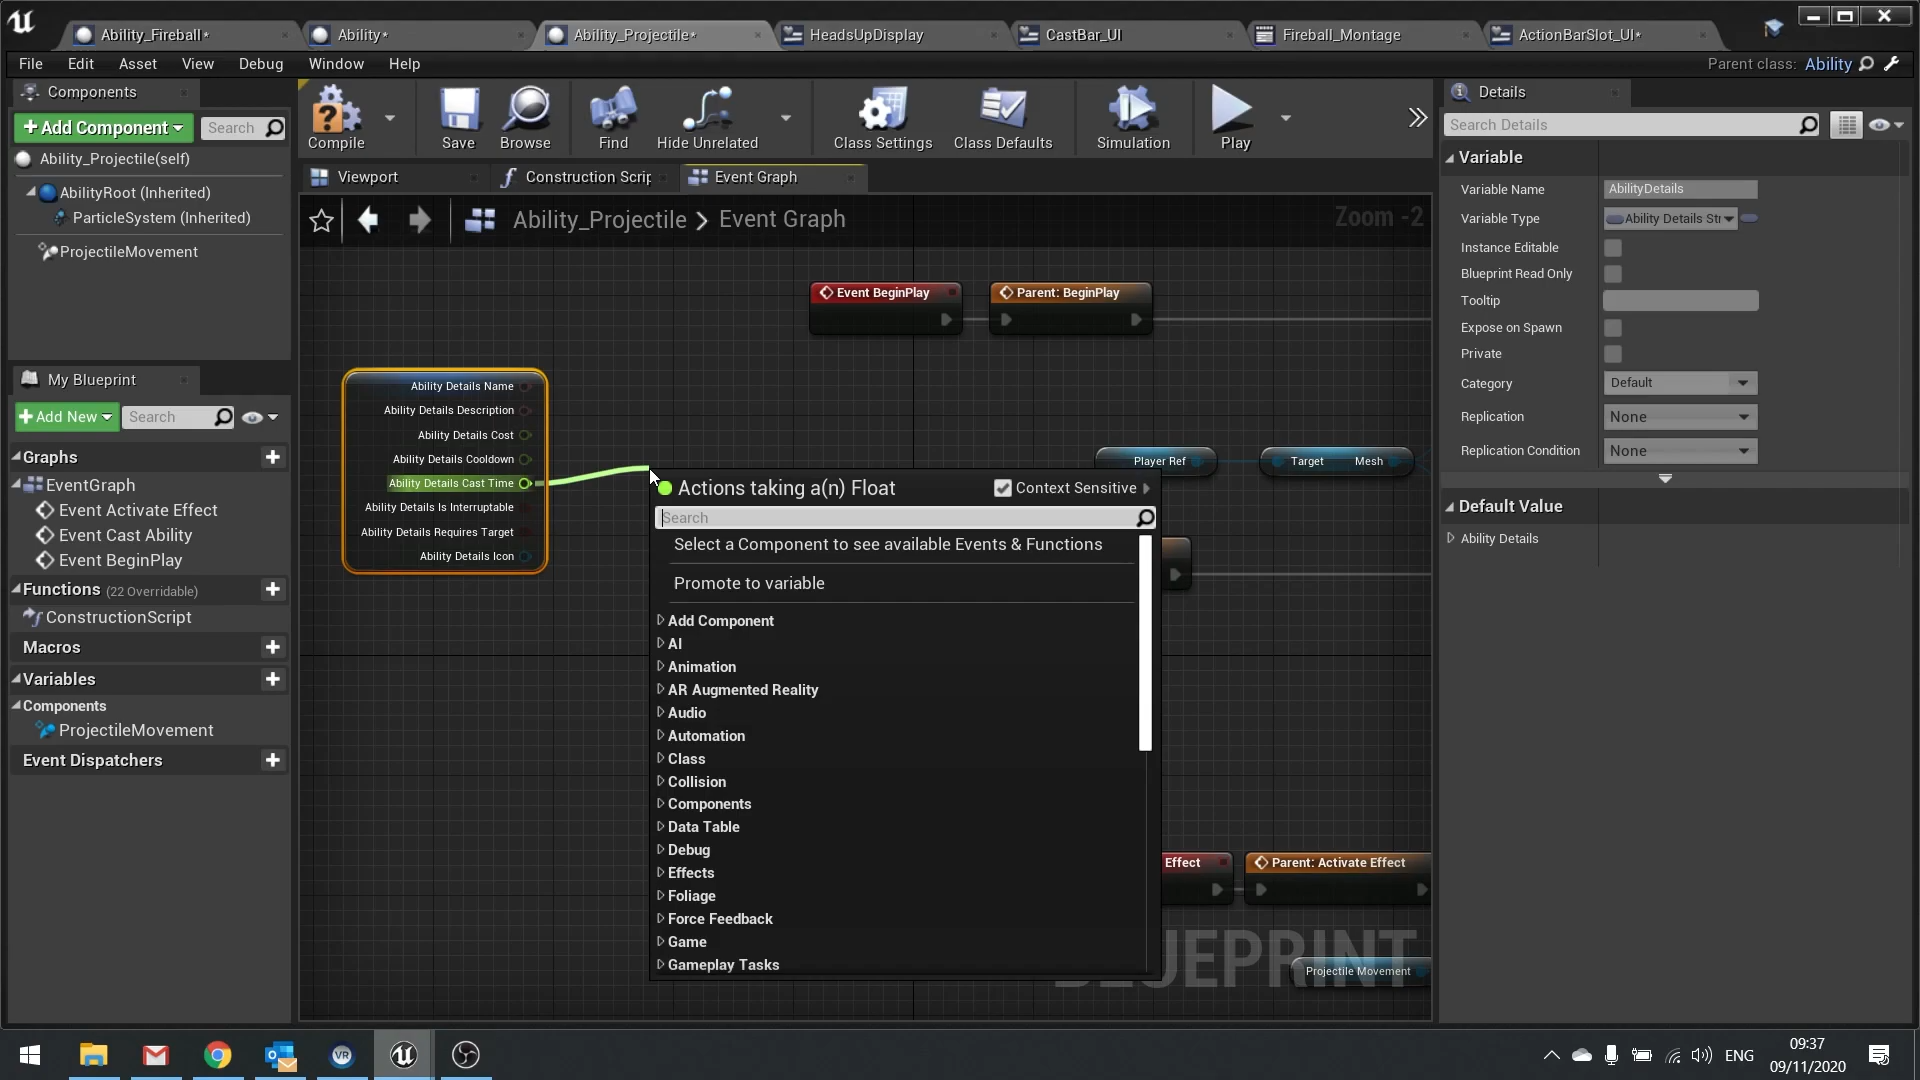 Ability_Fireball*
Ability*
Ability_Projectile*
HeadsUpDisplay
CastBar_UI
Fireball_Montage
ActionBarSlot_UI*
File Edit Asset View Debug Window Help
Parent class: Ability
Components
+ Add Component
Search
Ability_Projectile(self)
AbilityRoot (Inherited)
ParticleSystem (Inherited)
ProjectileMovement
Compile
Save
Browse
Find
Hide Unrelated
Class Settings
Class Defaults
Simulation
Play
Viewport
Construction Scrip
Event Graph
Ability_Projectile > Event Graph
Zoom -2
My Blueprint
+ Add New
Search
Graphs
EventGraph
Event Activate Effect
Event Cast Ability
Event BeginPlay
Functions (22 Overridable)
ConstructionScript
Macros
Variables
Components
ProjectileMovement
Event Dispatchers
Event BeginPlay
Parent: BeginPlay
Ability Details Name
Ability Details Description
Ability Details Cost
Ability Details Cooldown
Ability Details Cast Time
Ability Details Is Interruptable
Ability Details Requires Target
Ability Details Icon
Player Ref
Target Mesh
Actions taking a(n) Float
Context Sensitive
Search
Select a Component to see available Events & Functions
Promote to variable
Add Component
AI
Animation
AR Augmented Reality
Audio
Automation
Class
Collision
Components
Data Table
Debug
Effects
Foliage
Force Feedback
Game
Gameplay Tasks
Effect
Parent: Activate Effect
Projectile Movement
Details
Search Details
Variable
Variable Name AbilityDetails
Variable Type Ability Details Str
Instance Editable
Blueprint Read Only
Tooltip
Expose on Spawn
Private
Category Default
Replication None
Replication Condition None
Default Value
Ability Details
VR
ENG
09:37
09/11/2020